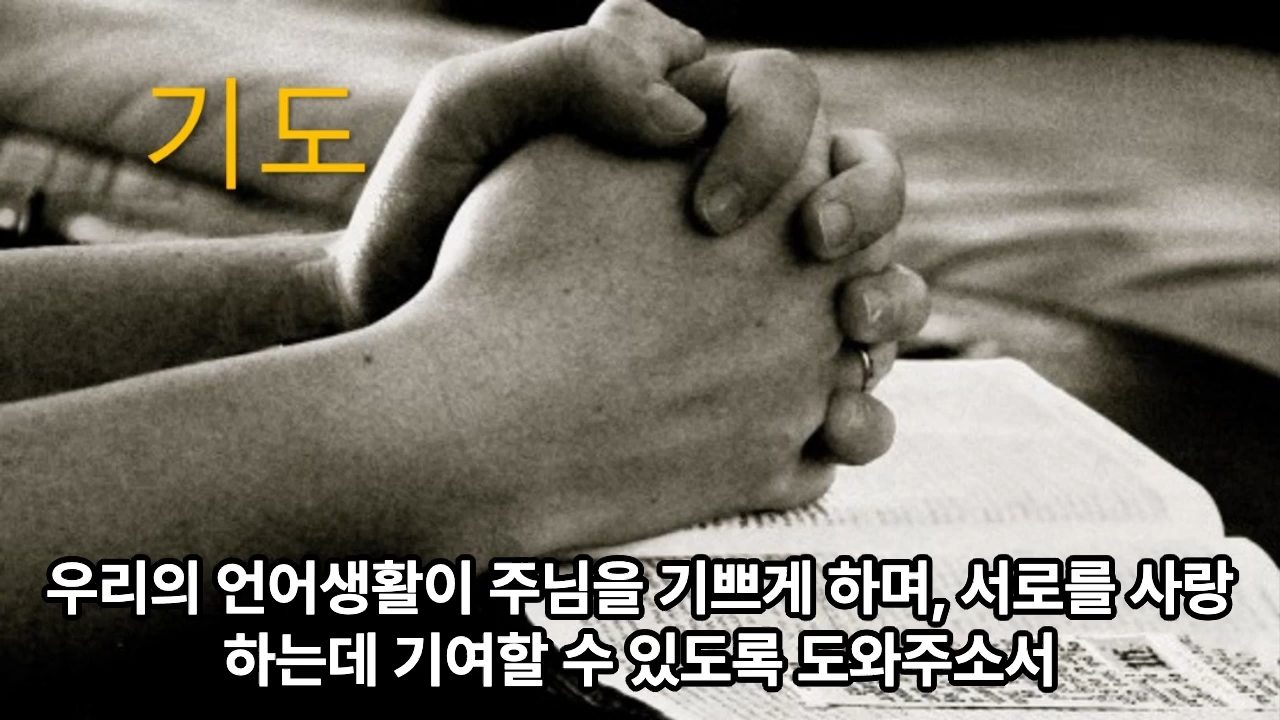 기도
우리의 언어생활이 주님을 기쁘게 하며, 서로를 사랑
하는데 기여할 수 있도록 도와주소서